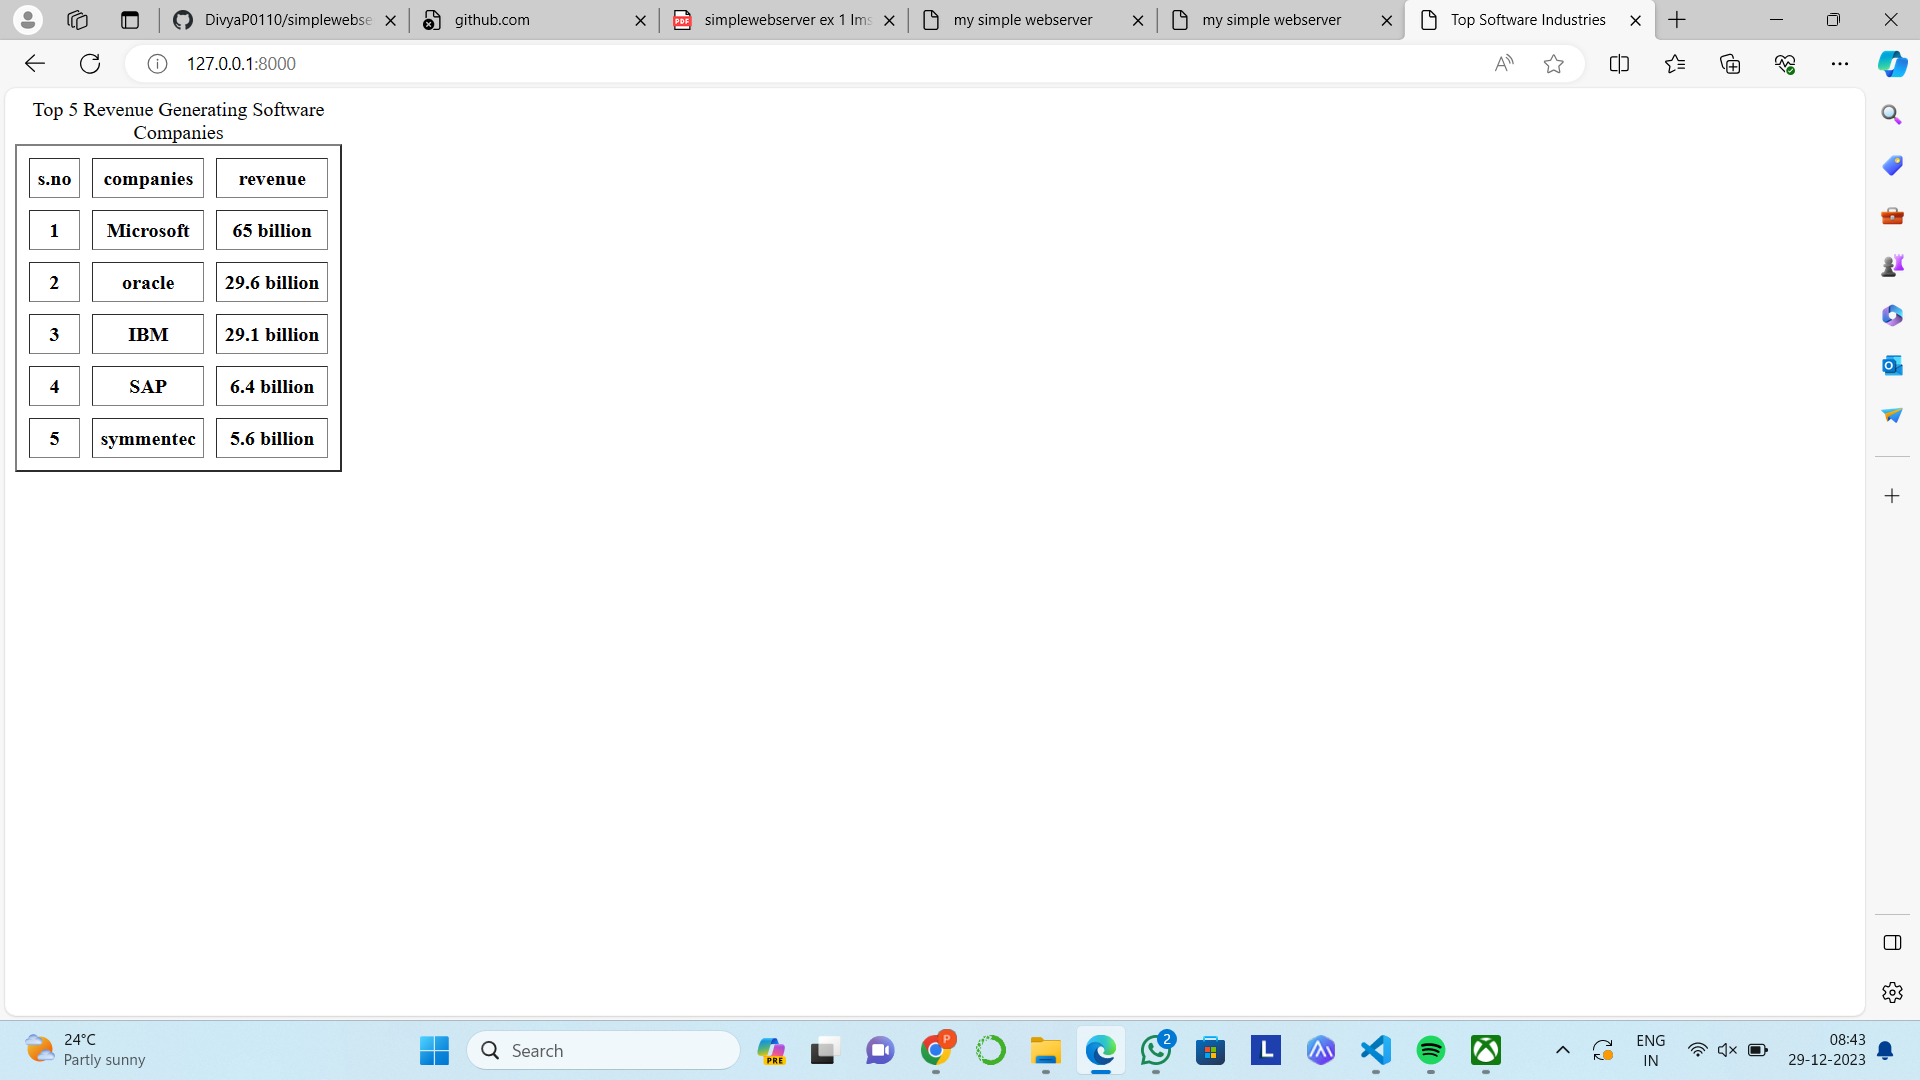 DivyaP0110/simplewebse
github.com
simplewebserver ex 1 lms
my simple webserver
my simple webserver
Top Software Industries
127.0.0.1:8000
Top 5 Revenue Generating Software
Companies
s.no companies revenue
1 Microsoft 65 billion
2 oracle 29.6 billion
3 IBM 29.1 billion
4 SAP 6.4 billion
5 symmentec 5.6 billion
24°C
Partly sunny
Search
PRE
P
2
L
ENG
IN
08:43
29-12-2023